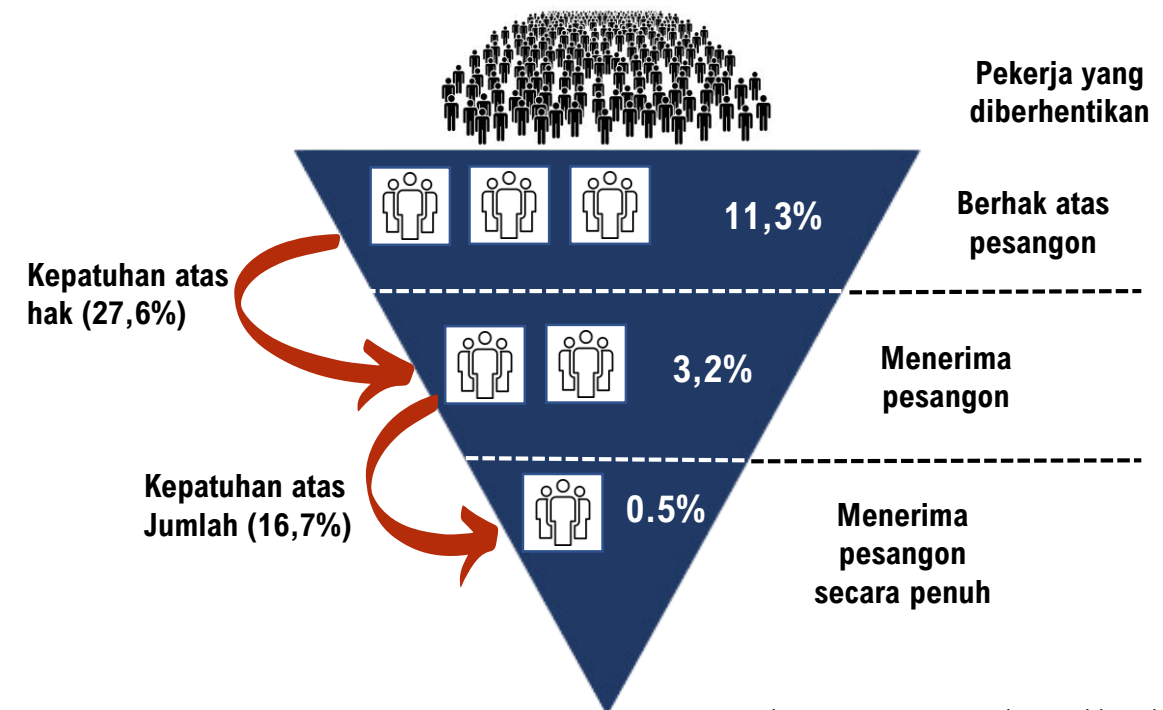 Pekerja yang
diberhentikan
11,3%
Berhak atas
pesangon
Kepatuhan atas
hak (27,6%)
3,2%
Menerima
pesangon
Kepatuhan atas
Jumlah (16,7%)
0.5%
Menerima
pesangon
secara penuh